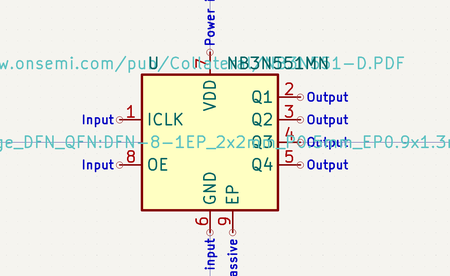 Power i
w.onsemi.com/pub/Collateral/NB3N551-D.PDF
U
NB3N551MN
7
VDD
Q1 2 Output
Input 1 ICLK
Q2 3 Output
ge_DFN_QFN:DFN-8-1EP_2x2mm_P0.5mm_EP0.9x1.3m
Q3 4 Output
Input 8 OE
Q4 5 Output
GND
EP
6
9
input
assive